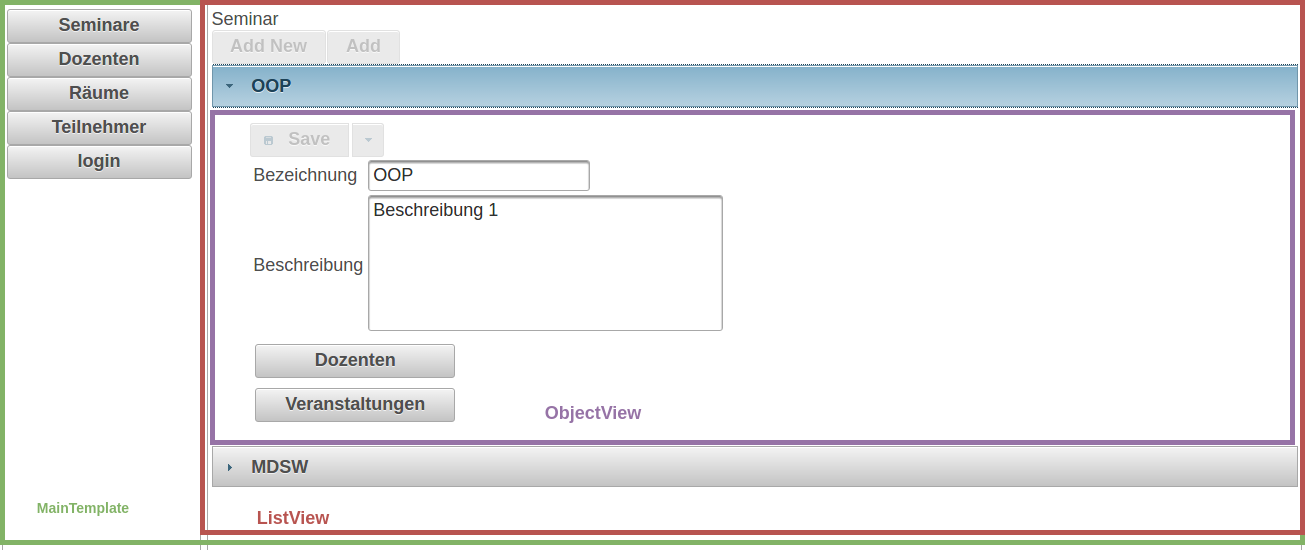 Seminare
Dozenten
Räume
Teilnehmer
login
MainTemplate
Seminar
Add New Add
OOP
Save
Bezeichnung OOP
Beschreibung Beschreibung 1
Dozenten
Veranstaltungen
ObjectView
MDSW
ListView